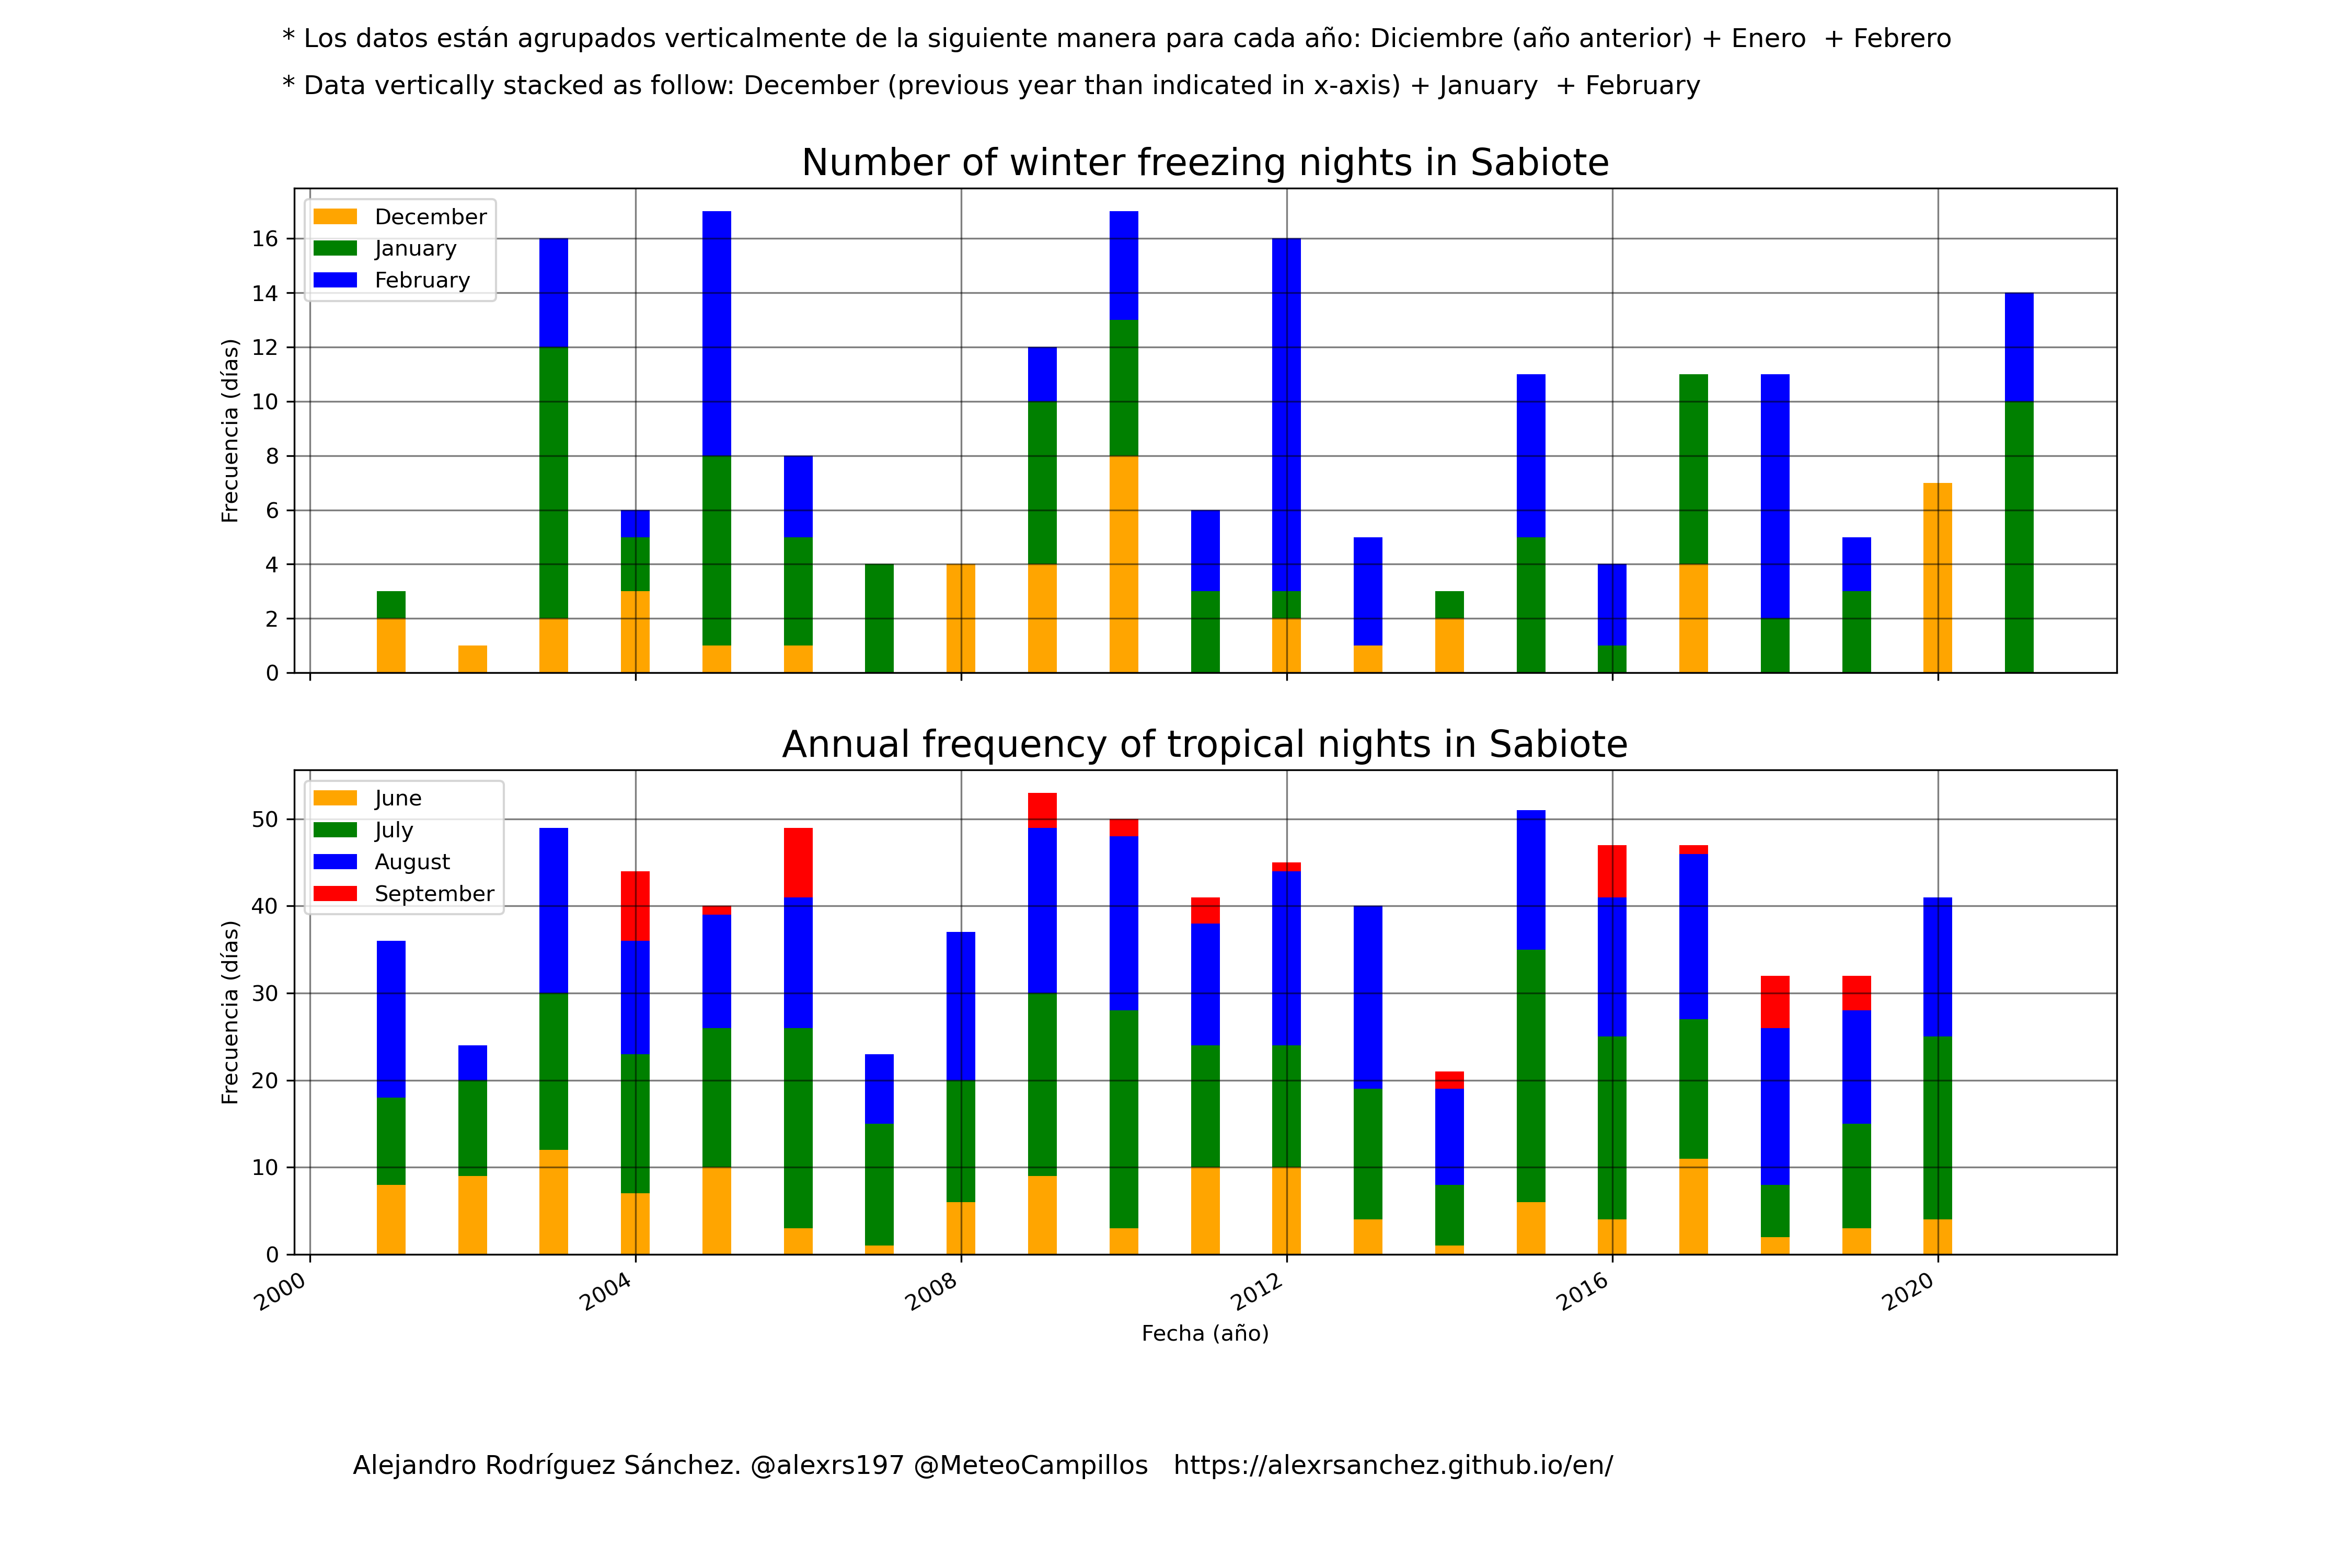 * Los datos están agrupados verticalmente de la siguiente manera para cada año: Diciembre (año anterior) + Enero  + Febrero
* Data vertically stacked as follow: December (previous year than indicated in x-axis) + January  + February
Number of winter freezing nights in Sabiote
December
January
February
Frecuencia (días)
16
14
12
10
8
6
4
2
0
Annual frequency of tropical nights in Sabiote
June
July
August
September
Frecuencia (días)
50
40
30
20
10
0
2000 2004 2008 2012 2016 2020
Fecha (año)
Alejandro Rodríguez Sánchez. @alexrs197 @MeteoCampillos   https://alexrsanchez.github.io/en/